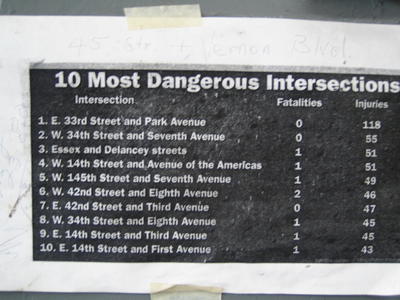 45 Str. + Vernon Blvd.
10 Most Dangerous Intersections
Intersection Fatalities Injuries
1. E. 33rd Street and Park Avenue 0 118
2. W. 34th Street and Seventh Avenue 0 55
3. Essex and Delancey streets 1 51
4. W. 14th Street and Avenue of the Americas 1 51
5. W. 145th Street and Seventh Avenue 1 49
6. W. 42nd Street and Eighth Avenue 2 46
7. E. 42nd Street and Third Avenue 0 47
8. W. 34th Street and Eighth Avenue 1 45
9. E. 14th Street and Third Avenue 1 45
10. E. 14th Street and First Avenue 1 43